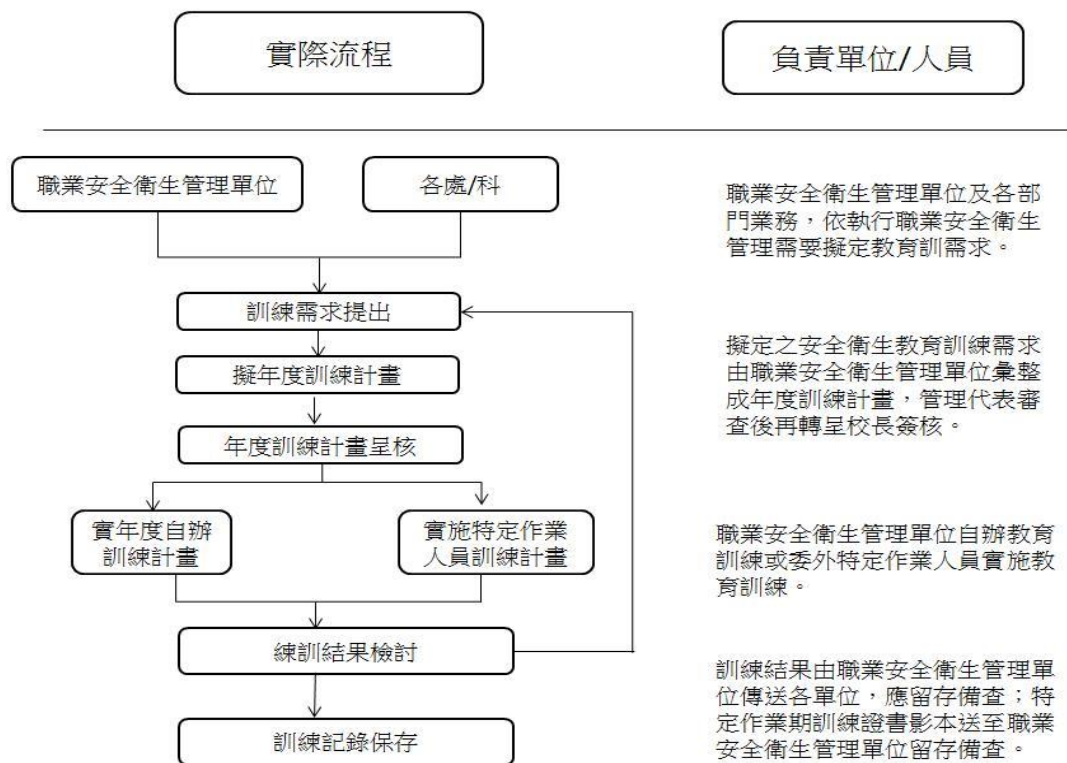 實際流程
負責單位/人員
職業安全衛生管理單位
各處/科
職業安全衛生管理單位及各部
門業務，依執行職業安全衛生
管理需要擬定教育訓需求。
訓練需求提出
擬年度訓練計畫
年度訓練計畫呈核
擬定之安全衛生教育訓練需求
由職業安全衛生管理單位彙整
成年度訓練計畫，管理代表審
查後再轉呈校長簽核。
實年度自辦
訓練計畫
實施特定作業
人員訓練計畫
職業安全衛生管理單位自辦教育
訓練或委外特定作業人員實施教
育訓練。
練訓結果檢討
訓練記錄保存
訓練結果由職業安全衛生管理單
位傳送各單位，應留存備查；特
定作業期訓練證書影本送至職業
安全衛生管理單位留存備查。